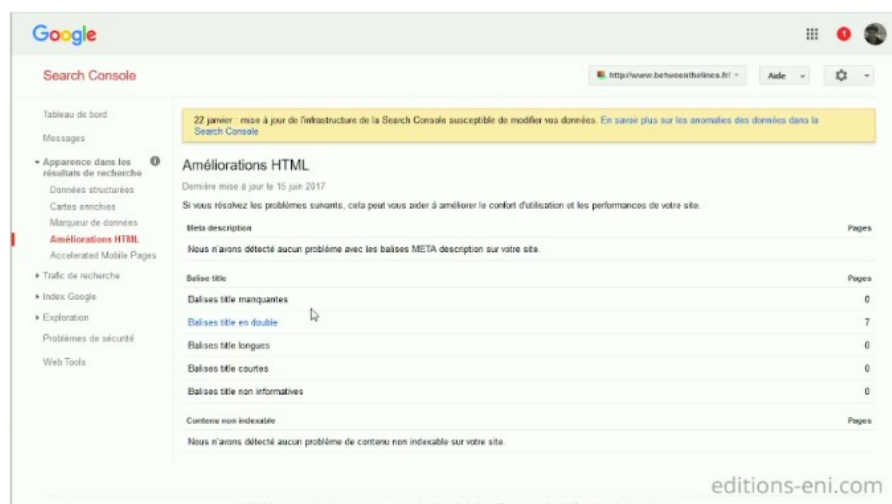 Google
1
Search Console
http://www.betweenthelines.fr/
Aide
Tableau de bord
Messages
Apparence dans les
résultats de recherche
Données structurées
Cartes enrichies
Marqueur de données
Améliorations HTML
Accelerated Mobile Pages
Trafic de recherche
Index Google
Exploration
Problèmes de sécurité
Web Tools
22 janvier : mise à jour de l'infrastructure de la Search Console susceptible de modifier vos données. En savoir plus sur les anomalies des données dans la
Search Console
Améliorations HTML
Dernière mise à jour le 15 juin 2017
Si vous résolvez les problèmes suivants, cela peut vous aider à améliorer le confort d'utilisation et les performances de votre site.
Meta description Pages
Nous n'avons détecté aucun problème avec les balises META description sur votre site.
Balise title Pages
Balises title manquantes 0
Balises title en double 7
Balises title longues 0
Balises title courtes 0
Balises title non informatives 0
Contenu non indexable Pages
Nous n'avons détecté aucun problème de contenu non indexable sur votre site.
editions-eni.com